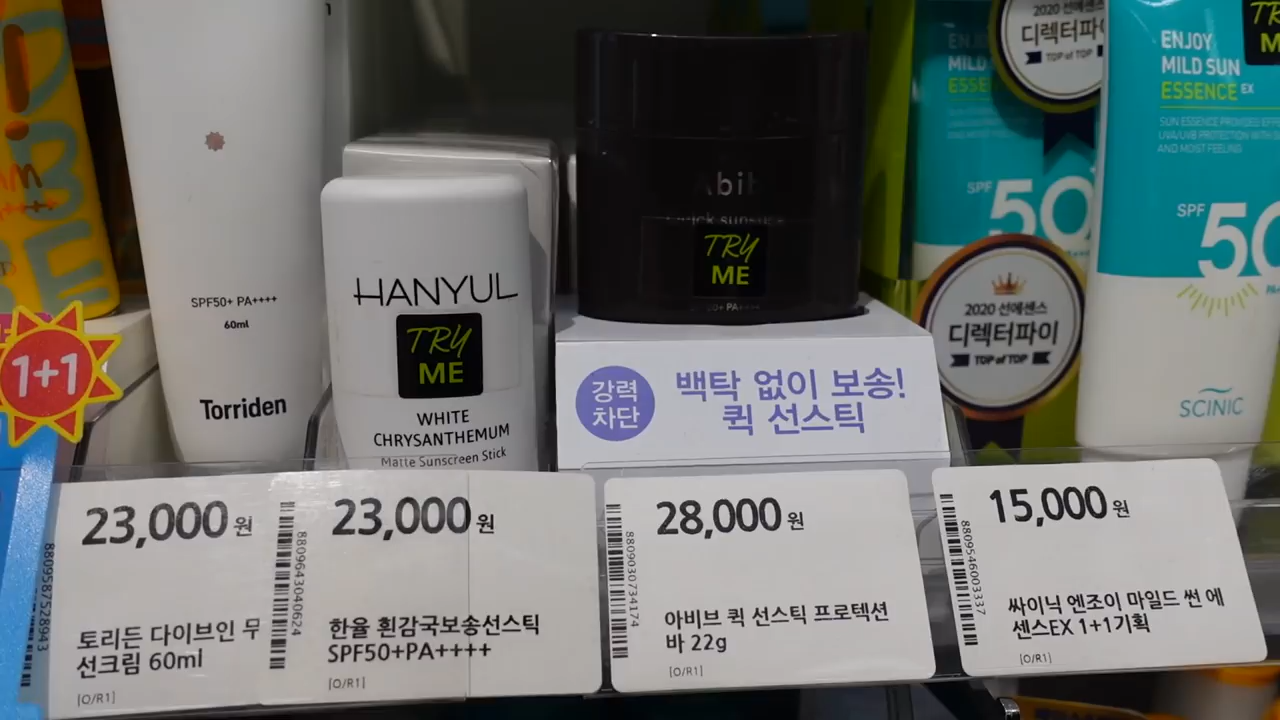 1+1
SPF50+ PA++++
60ml
Torriden
HANYUL
TRY
ME
WHITE
CHRYSANTHEMUM
Matte Sunscreen Stick
Abib
Quick sunstick
TRY
ME
강력
차단
백탁 없이 보송!
퀵 선스틱
2020 선에센스
디렉터파이
TOP of TOP
SPF
50
2020 선에센스
디렉터파이
TOP of TOP
ENJOY
MILD SUN
ESSENCE EX
SPF
50
SCINIC
23,000원
8809587528943
토리든 다이브인 무
선크림 60ml
[O/R1]
23,000원
8809643040624
한율 흰감국보송선스틱
SPF50+PA++++
[O/R1]
28,000원
8809030734174
아비브 퀵 선스틱 프로텍션
바 22g
[O/R1]
15,000원
8809546003337
싸이닉 엔조이 마일드 썬 에
센스EX 1+1기획
[O/R1]